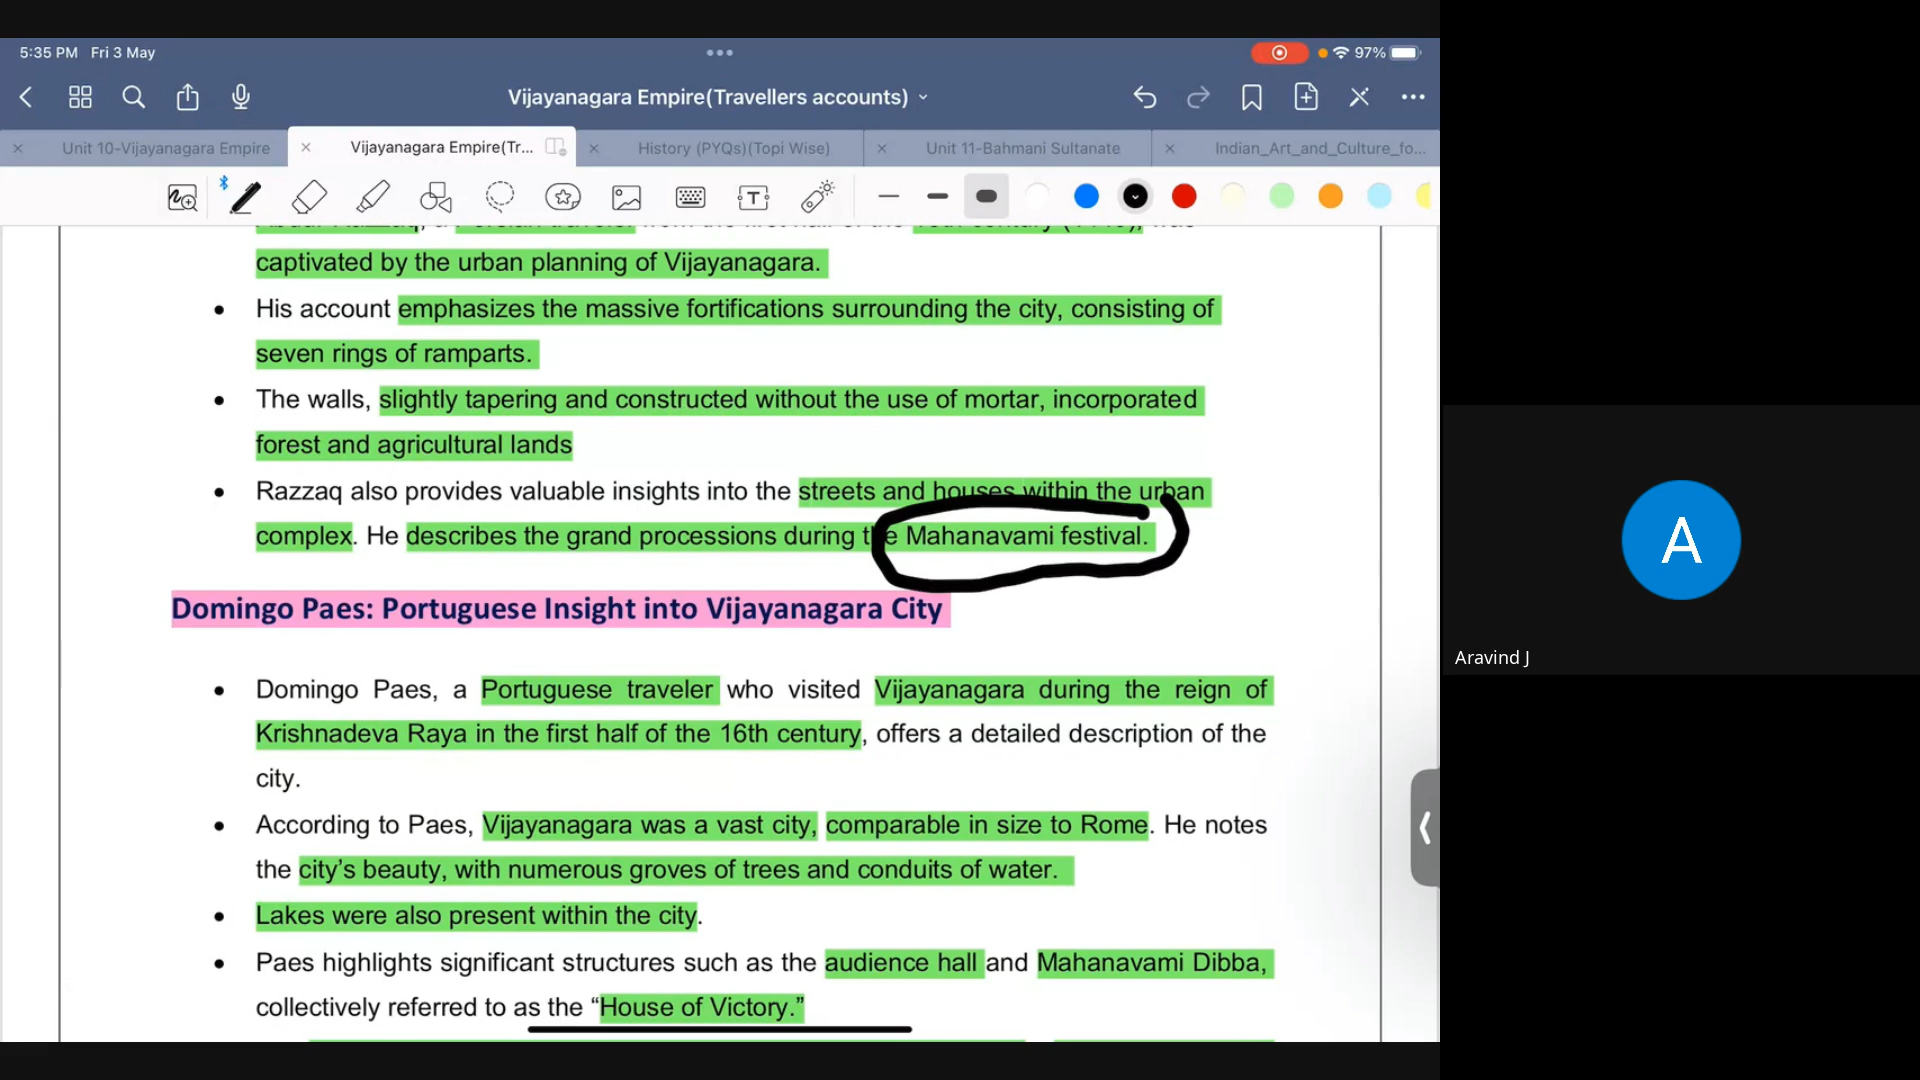 5:35 PM Fri 3 May
97%
Vijayanagara Empire(Travellers accounts)
Unit 10-Vijayanagara Empire
Vijayanagara Empire(Tr...
History (PYQs)(Topi Wise)
Unit 11-Bahmani Sultanate
Indian_Art_and_Culture_fo...
captivated by the urban planning of Vijayanagara.
• His account emphasizes the massive fortifications surrounding the city, consisting of
seven rings of ramparts.
• The walls, slightly tapering and constructed without the use of mortar, incorporated
forest and agricultural lands
• Razzaq also provides valuable insights into the streets and houses within the urban
complex. He describes the grand processions during the Mahanavami festival.
Domingo Paes: Portuguese Insight into Vijayanagara City
• Domingo Paes, a Portuguese traveler who visited Vijayanagara during the reign of
Krishnadeva Raya in the first half of the 16th century, offers a detailed description of the
city.
• According to Paes, Vijayanagara was a vast city, comparable in size to Rome. He notes
the city’s beauty, with numerous groves of trees and conduits of water.
• Lakes were also present within the city.
• Paes highlights significant structures such as the audience hall and Mahanavami Dibba,
collectively referred to as the “House of Victory.”
A
Aravind J